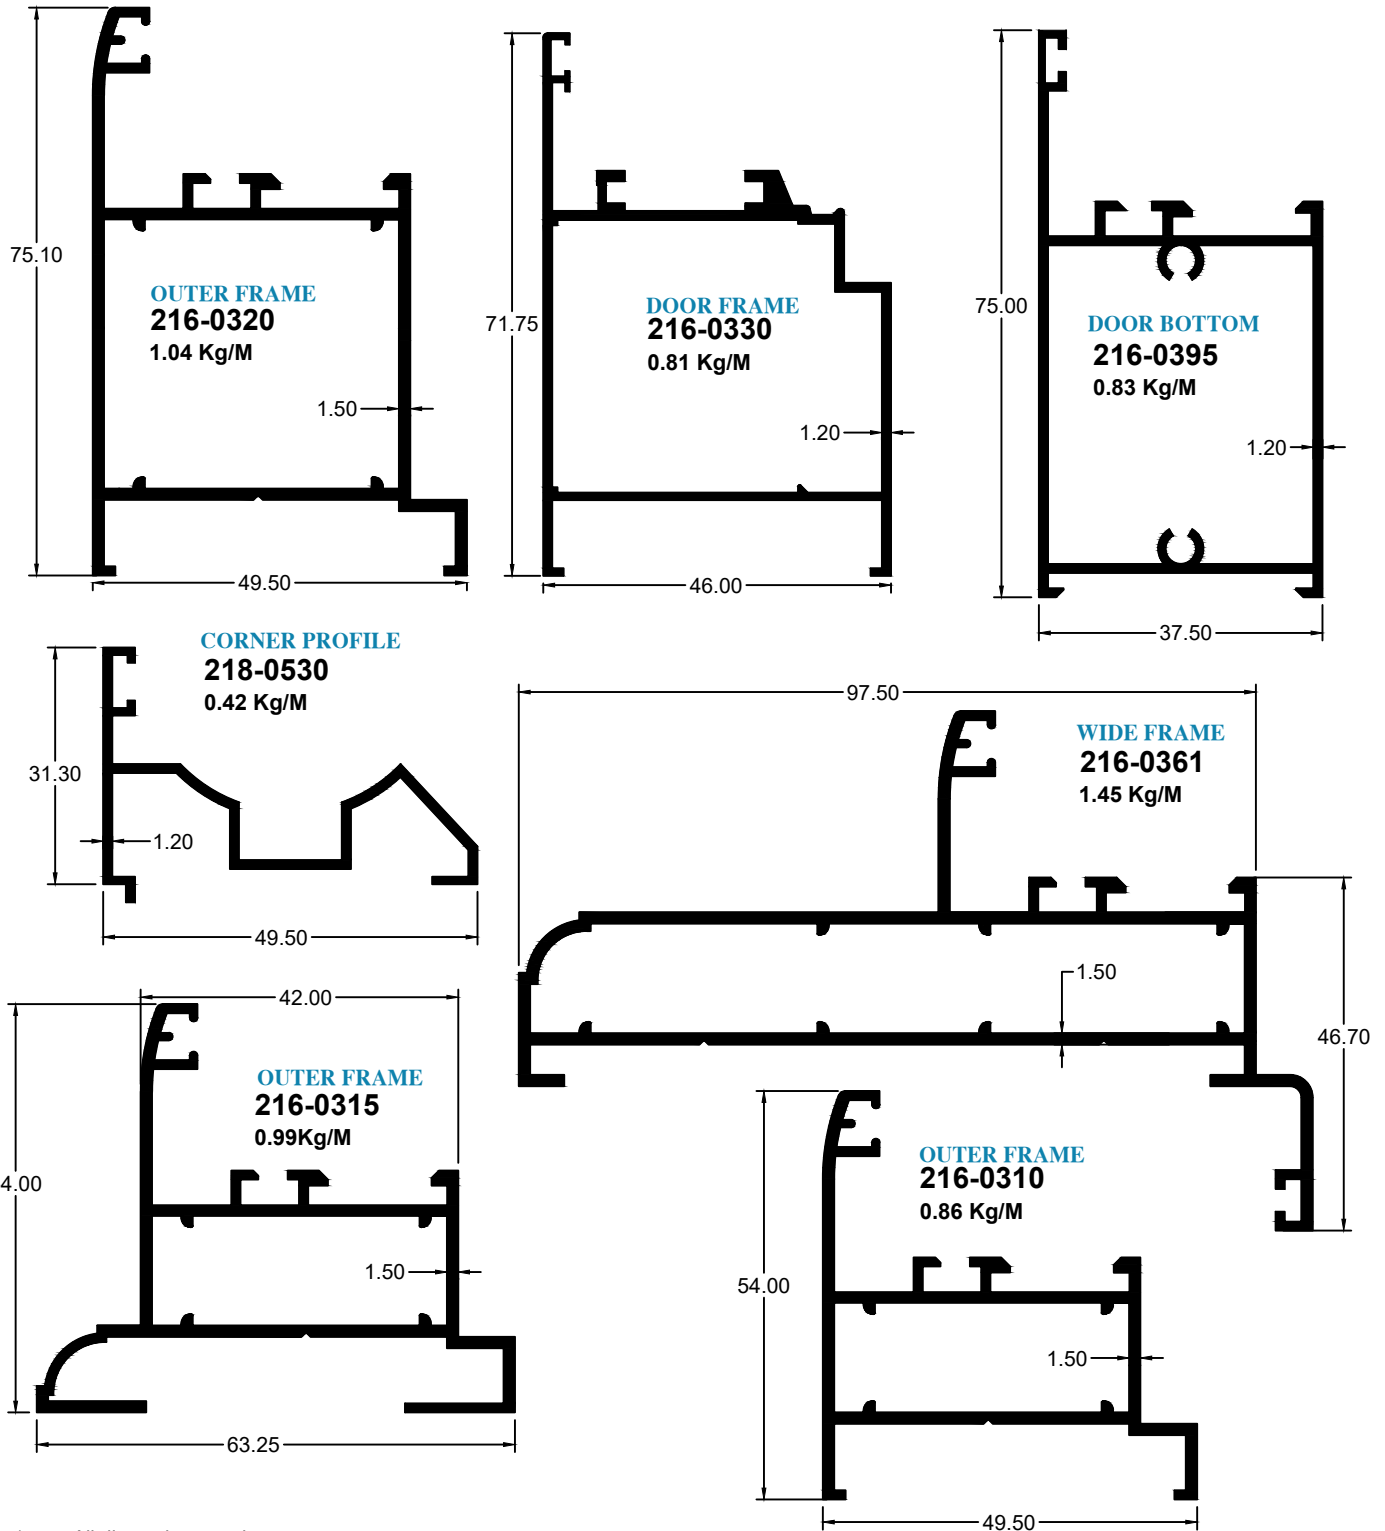 75.10
OUTER FRAME
216-0320
1.04 Kg/M
1.50
49.50
71.75
DOOR FRAME
216-0330
0.81 Kg/M
1.20
46.00
75.00
DOOR BOTTOM
216-0395
0.83 Kg/M
1.20
37.50
CORNER PROFILE
218-0530
0.42 Kg/M
31.30
1.20
49.50
97.50
WIDE FRAME
216-0361
1.45 Kg/M
1.50
46.70
42.00
OUTER FRAME
216-0315
0.99Kg/M
4.00
1.50
63.25
OUTER FRAME
216-0310
0.86 Kg/M
54.00
1.50
49.50